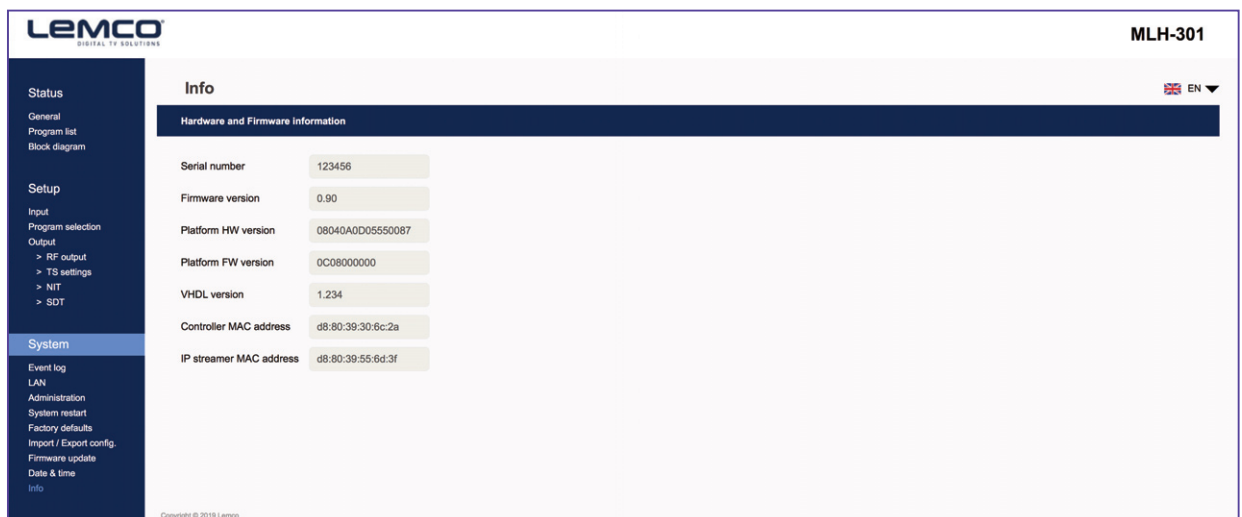 LEMCO
DIGITAL TV SOLUTIONS
MLH-301
Status
General
Program list
Block diagram
Setup
Input
Program selection
Output
> RF output
> TS settings
> NIT
> SDT
System
Event log
LAN
Administration
System restart
Factory defaults
Import / Export config.
Firmware update
Date & time
Info
Info
EN
Hardware and Firmware information
Serial number 123456
Firmware version 0.90
Platform HW version 08040A0D05550087
Platform FW version 0C08000000
VHDL version 1.234
Controller MAC address d8:80:39:30:6c:2a
IP streamer MAC address d8:80:39:55:6d:3f
Copyright © 2019 Lemco